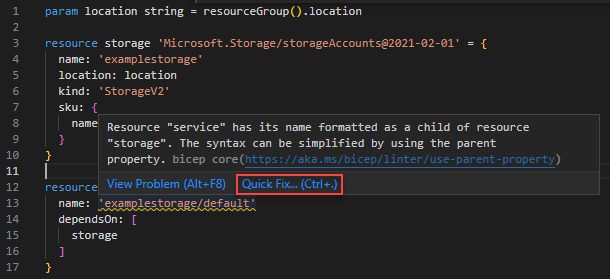 1 param location string = resourceGroup().location
2
3 resource storage 'Microsoft.Storage/storageAccounts@2021-02-01' = {
4 name: 'examplestorage'
5 location: location
6 kind: 'StorageV2'
7 sku: {
8 name
9 }
10 }
11
12 resource
13 name: 'examplestorage/default'
14 dependsOn: [
15 storage
16 ]
17 }
Resource "service" has its name formatted as a child of resource
"storage". The syntax can be simplified by using the parent
property. bicep core(https://aka.ms/bicep/linter/use-parent-property)
View Problem (Alt+F8) Quick Fix... (Ctrl+.)